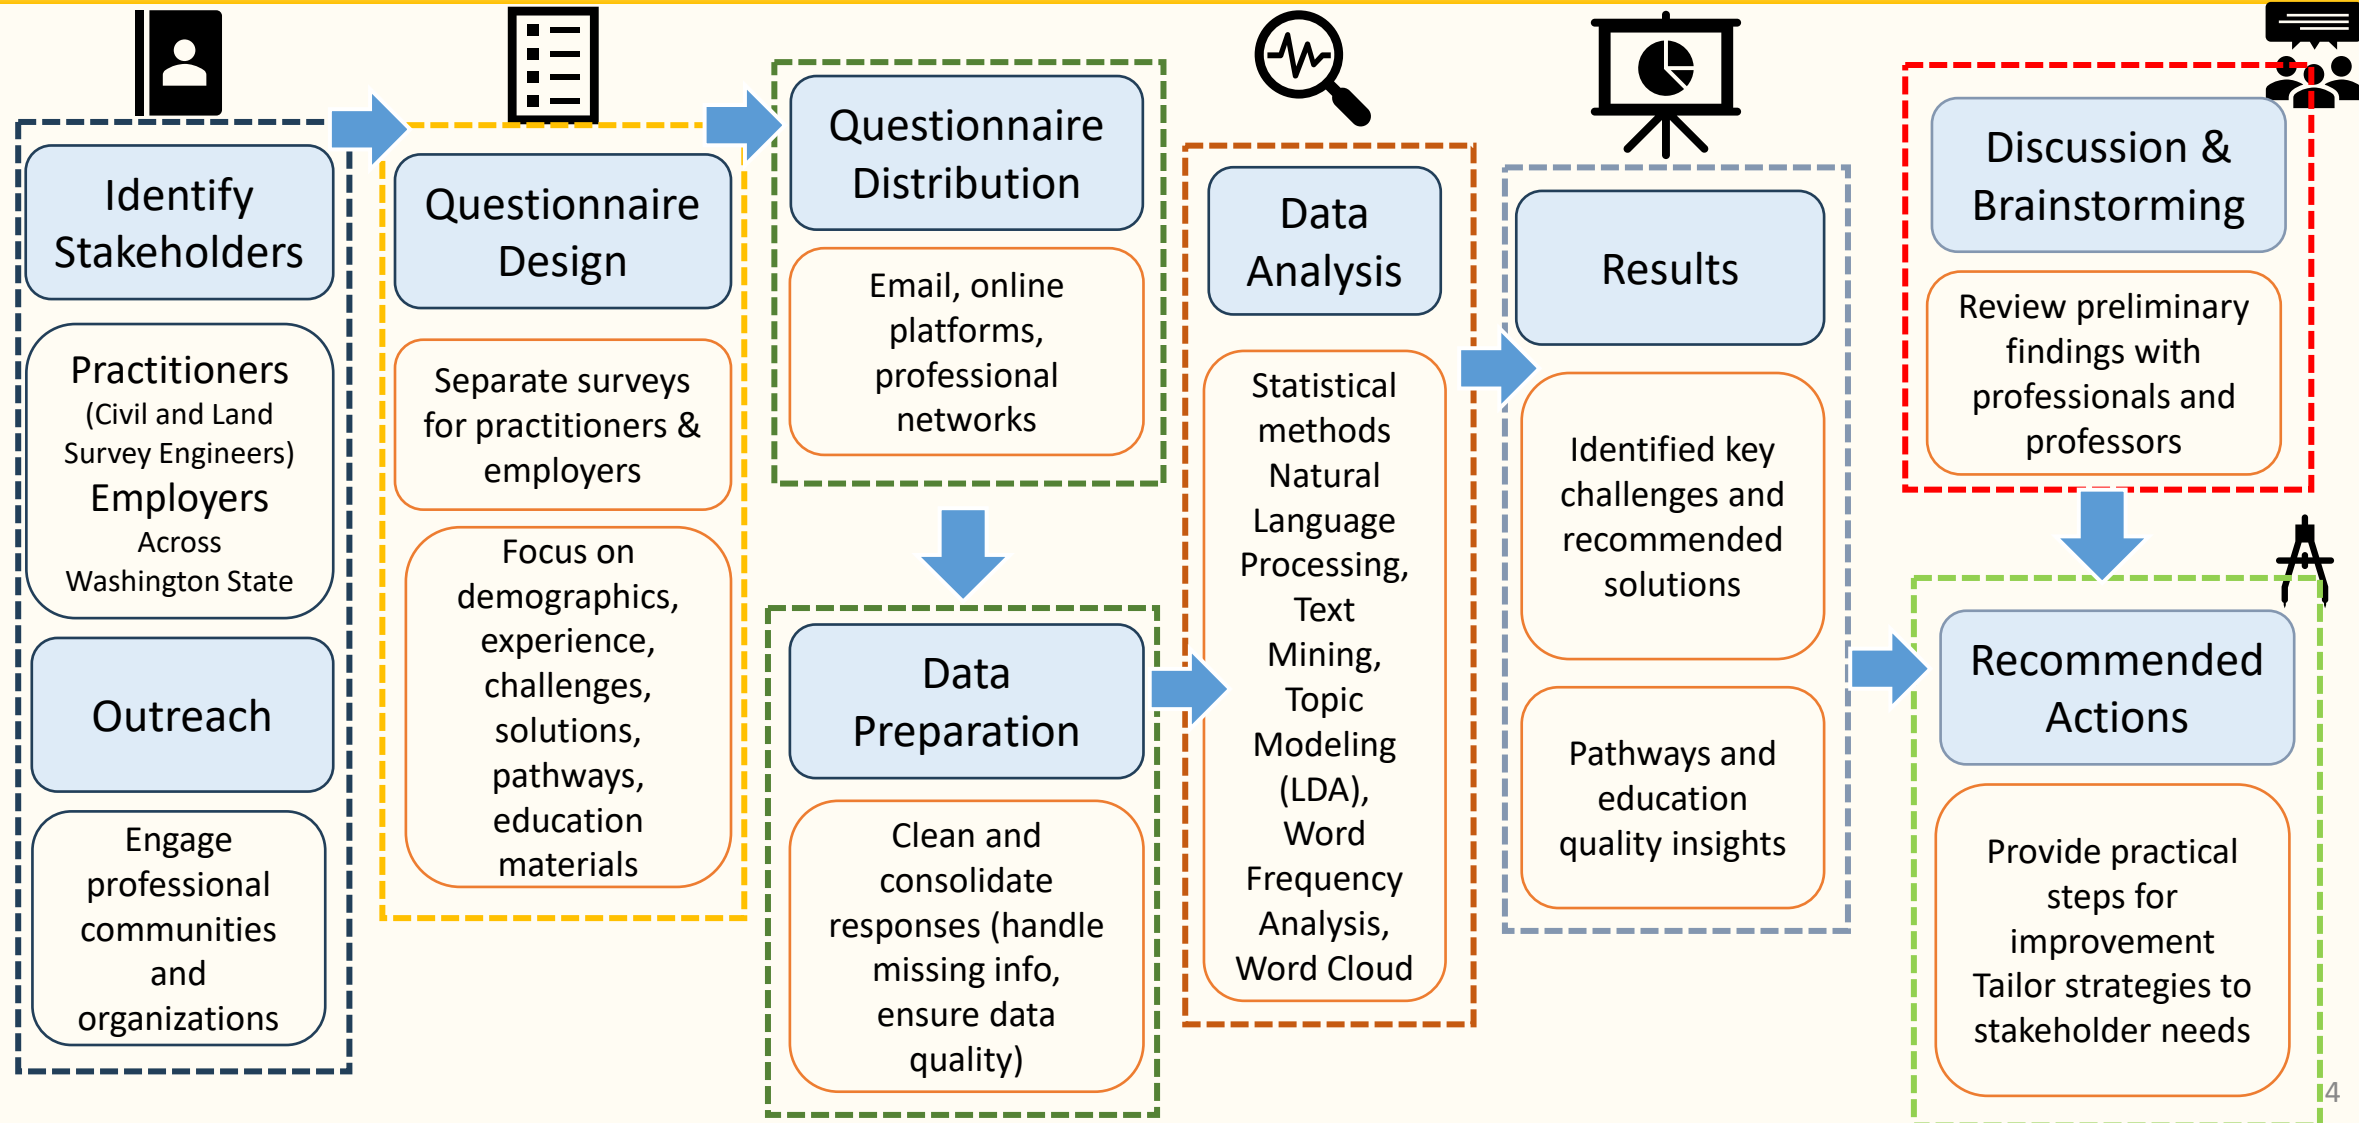 Identify
Stakeholders
Practitioners
(Civil and Land
Survey Engineers)
Employers
Across
Washington State
Outreach
Engage
professional
communities
and
organizations
Questionnaire
Design
Separate surveys
for practitioners &
employers
Focus on
demographics,
experience,
challenges,
solutions,
pathways,
education
materials
Questionnaire
Distribution
Email, online
platforms,
professional
networks
Data
Preparation
Clean and
consolidate
responses (handle
missing info,
ensure data
quality)
Data
Analysis
Statistical
methods
Natural
Language
Processing,
Text
Mining,
Topic
Modeling
(LDA),
Word
Frequency
Analysis,
Word Cloud
Results
Identified key
challenges and
recommended
solutions
Pathways and
education
quality insights
Discussion &
Brainstorming
Review preliminary
findings with
professionals and
professors
Recommended
Actions
Provide practical
steps for
improvement
Tailor strategies to
stakeholder needs
4